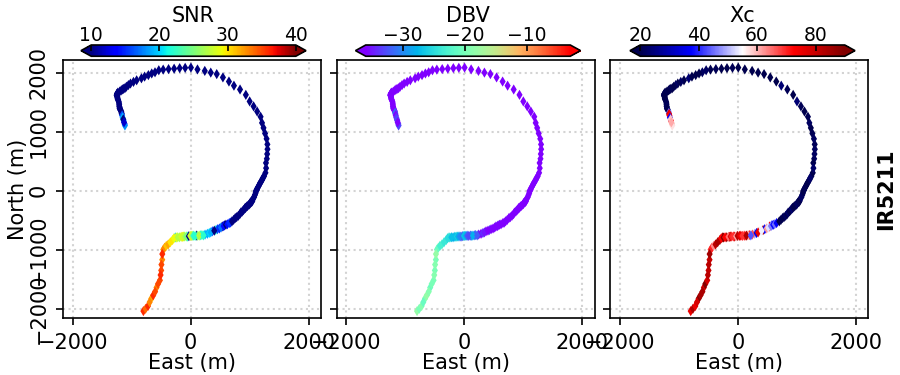 SNR DBV Xc
10 20 30 40 −30 −20 −10 20 40 60 80
2000
1000
0
−1000
−2000
North (m)
−2000 0 2000 −2000 0 2000 −2000 0 2000
East (m) East (m) East (m)
IR5211